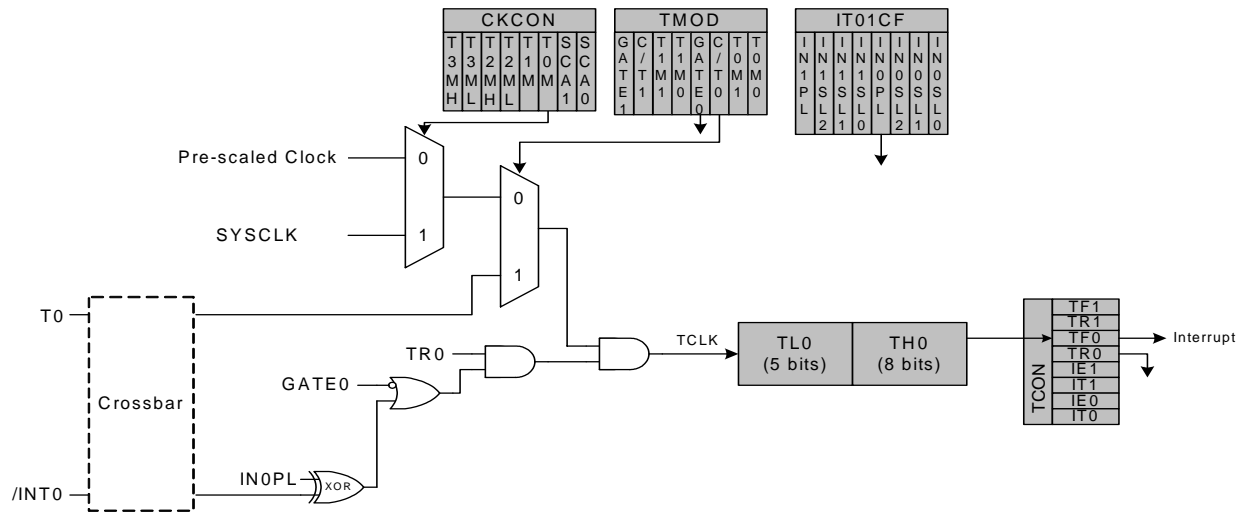 CKCON
T3MH T3ML T2MH T2ML T1M T0M SCA1 SCA0
TMOD
GATE1 C/T1 T1M1 T1M0 GATE0 C/T0 T0M1 T0M0
IT01CF
IN1PL IN1SL2 IN1SL1 IN1SL0 IN0PL IN0SL2 IN0SL1 IN0SL0
Pre-scaled Clock
0
SYSCLK
1
0
1
T0
Crossbar
/INT0
TR0
GATE0
IN0PL
XOR
TCLK
TL0
(5 bits)
TH0
(8 bits)
TCON
TF1
TR1
TF0
TR0
IE1
IT1
IE0
IT0
Interrupt